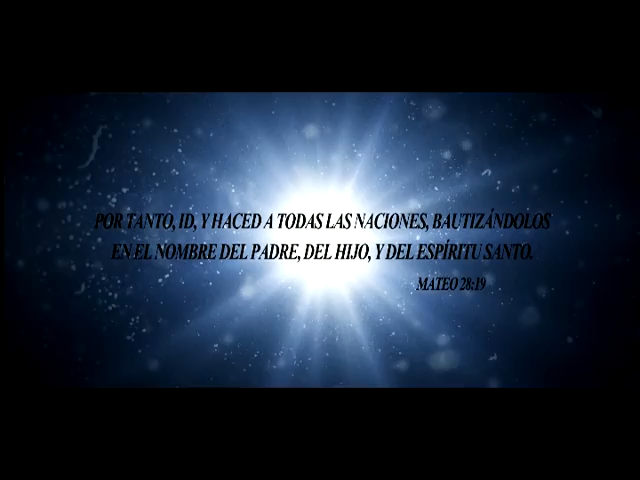 POR TANTO, ID, Y HACED A TODAS LAS NACIONES, BAUTIZÁNDOLOS
EN EL NOMBRE DEL PADRE, DEL HIJO, Y DEL ESPÍRITU SANTO.
MATEO 28:19